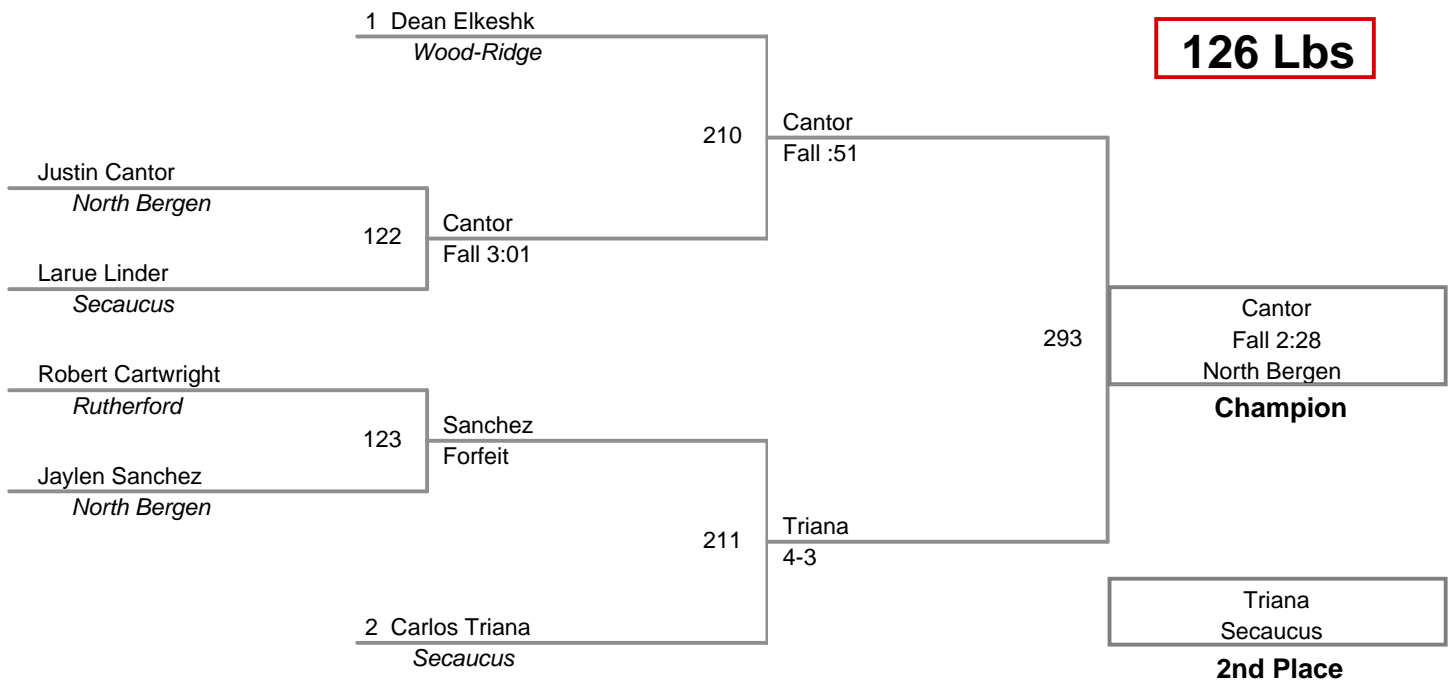 1 Dean Elkeshk
Wood-Ridge
126 Lbs
210
Cantor
Fall :51
Justin Cantor
North Bergen
122
Cantor
Fall 3:01
Larue Linder
Secaucus
293
Cantor
Fall 2:28
North Bergen
Champion
Robert Cartwright
Rutherford
123
Sanchez
Forfeit
Jaylen Sanchez
North Bergen
211
Triana
4-3
2 Carlos Triana
Secaucus
Triana
Secaucus
2nd Place